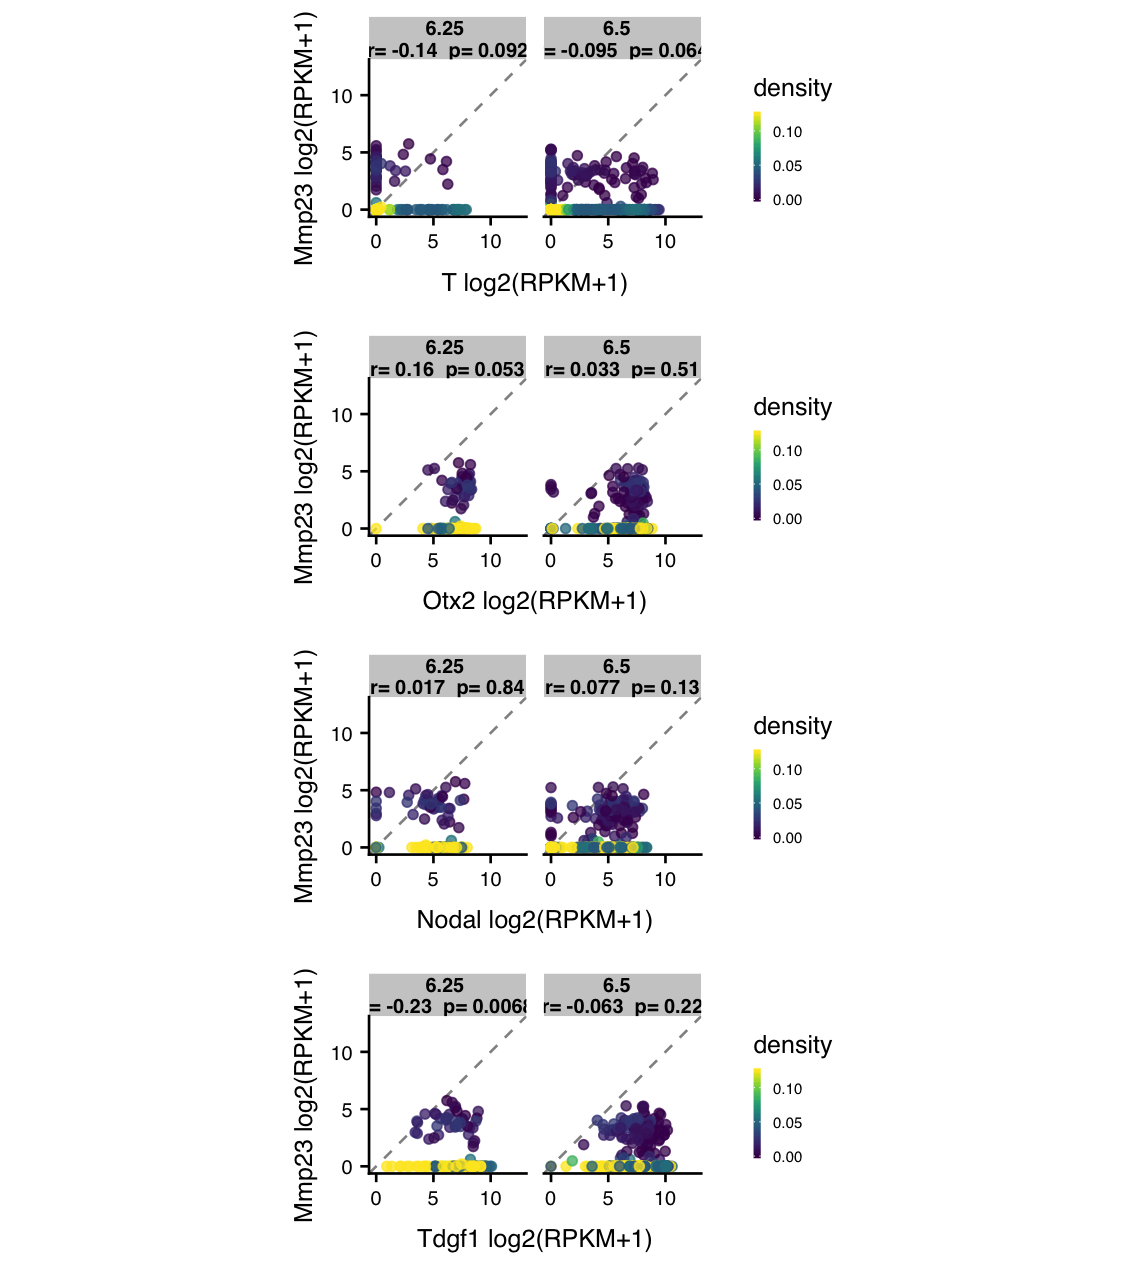 6.25
r= -0.14 p= 0.092
6.5
= -0.095 p= 0.064
Mmp23 log2(RPKM+1)
10
5
0
0 5 10
0 5 10
T log2(RPKM+1)
density
0.10
0.05
0.00
6.25
r= 0.16 p= 0.053
6.5
r= 0.033 p= 0.51
Mmp23 log2(RPKM+1)
10
5
0
0 5 10
0 5 10
Otx2 log2(RPKM+1)
density
0.10
0.05
0.00
6.25
r= 0.017 p= 0.84
6.5
r= 0.077 p= 0.13
Mmp23 log2(RPKM+1)
10
5
0
0 5 10
0 5 10
Nodal log2(RPKM+1)
density
0.10
0.05
0.00
6.25
= -0.23 p= 0.0068
6.5
r= -0.063 p= 0.22
Mmp23 log2(RPKM+1)
10
5
0
0 5 10
0 5 10
Tdgf1 log2(RPKM+1)
density
0.10
0.05
0.00